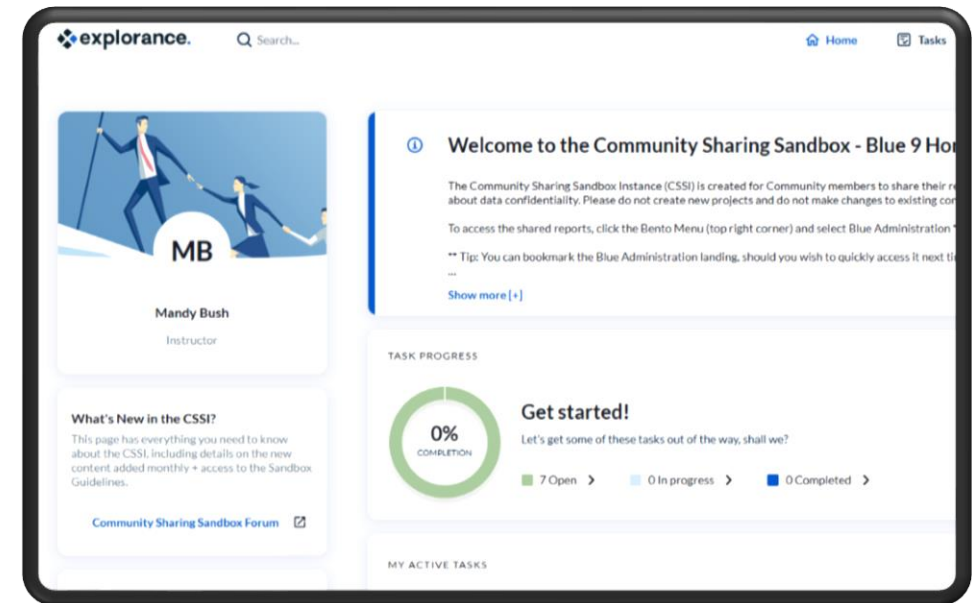 explorance.
Search...
Home
Tasks
MB
Mandy Bush
Instructor
What's New in the CSSI?
This page has everything you need to know
about the CSSI, including details on the new
content added monthly + access to the Sandbox
Guidelines.
Community Sharing Sandbox Forum
Welcome to the Community Sharing Sandbox - Blue 9
The Community Sharing Sandbox Instance (CSSI) is created for Community members to share their
about data confidentiality. Please do not create new projects and do not make changes to existing
To access the shared reports, click the Bento Menu (top right corner) and select Blue Administration
** Tip: You can bookmark the Blue Administration landing, should you wish to quickly access it next
...
Show more [+]
TASK PROGRESS
0%
COMPLETION
Get started!
Let's get some of these tasks out of the way, shall we?
7 Open
0 In progress
0 Completed
MY ACTIVE TASKS